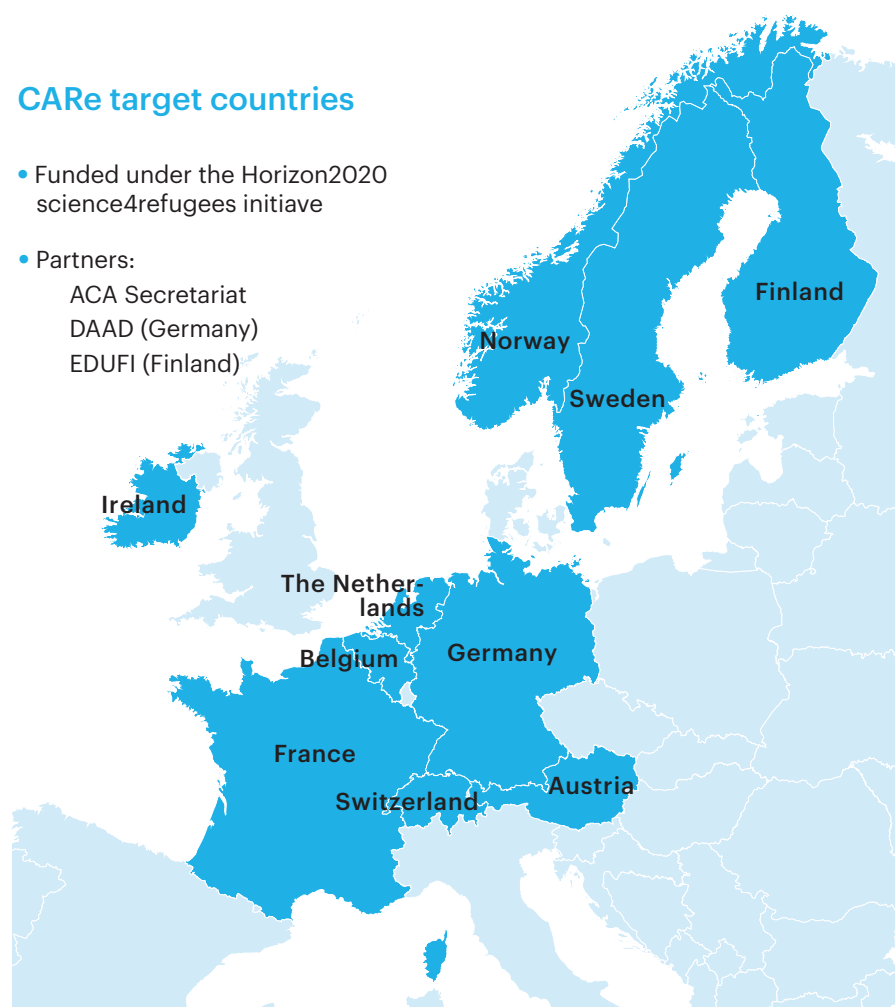 CARe target countries
• Funded under the Horizon2020
science4refugees initiave
• Partners:
ACA Secretariat
DAAD (Germany)
EDUFI (Finland)
Finland
Norway
Sweden
Ireland
The Nether-
lands
Belgium
Germany
France
Switzerland
Austria